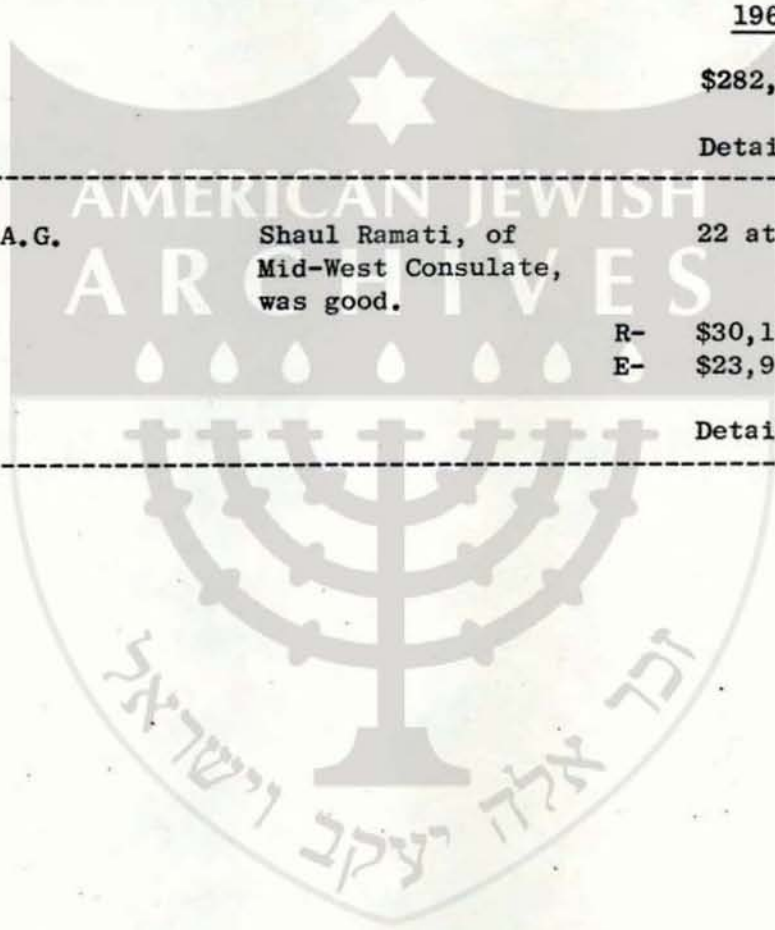 196
$282,
Detai
AMERICAN JEWISH
ARCHIVES
A.G. Shaul Ramati, of 22 at
Mid-West Consulate,
was good.
R- $30,1
E- $23,9
Detai
זכר אלה יעקב וישראל